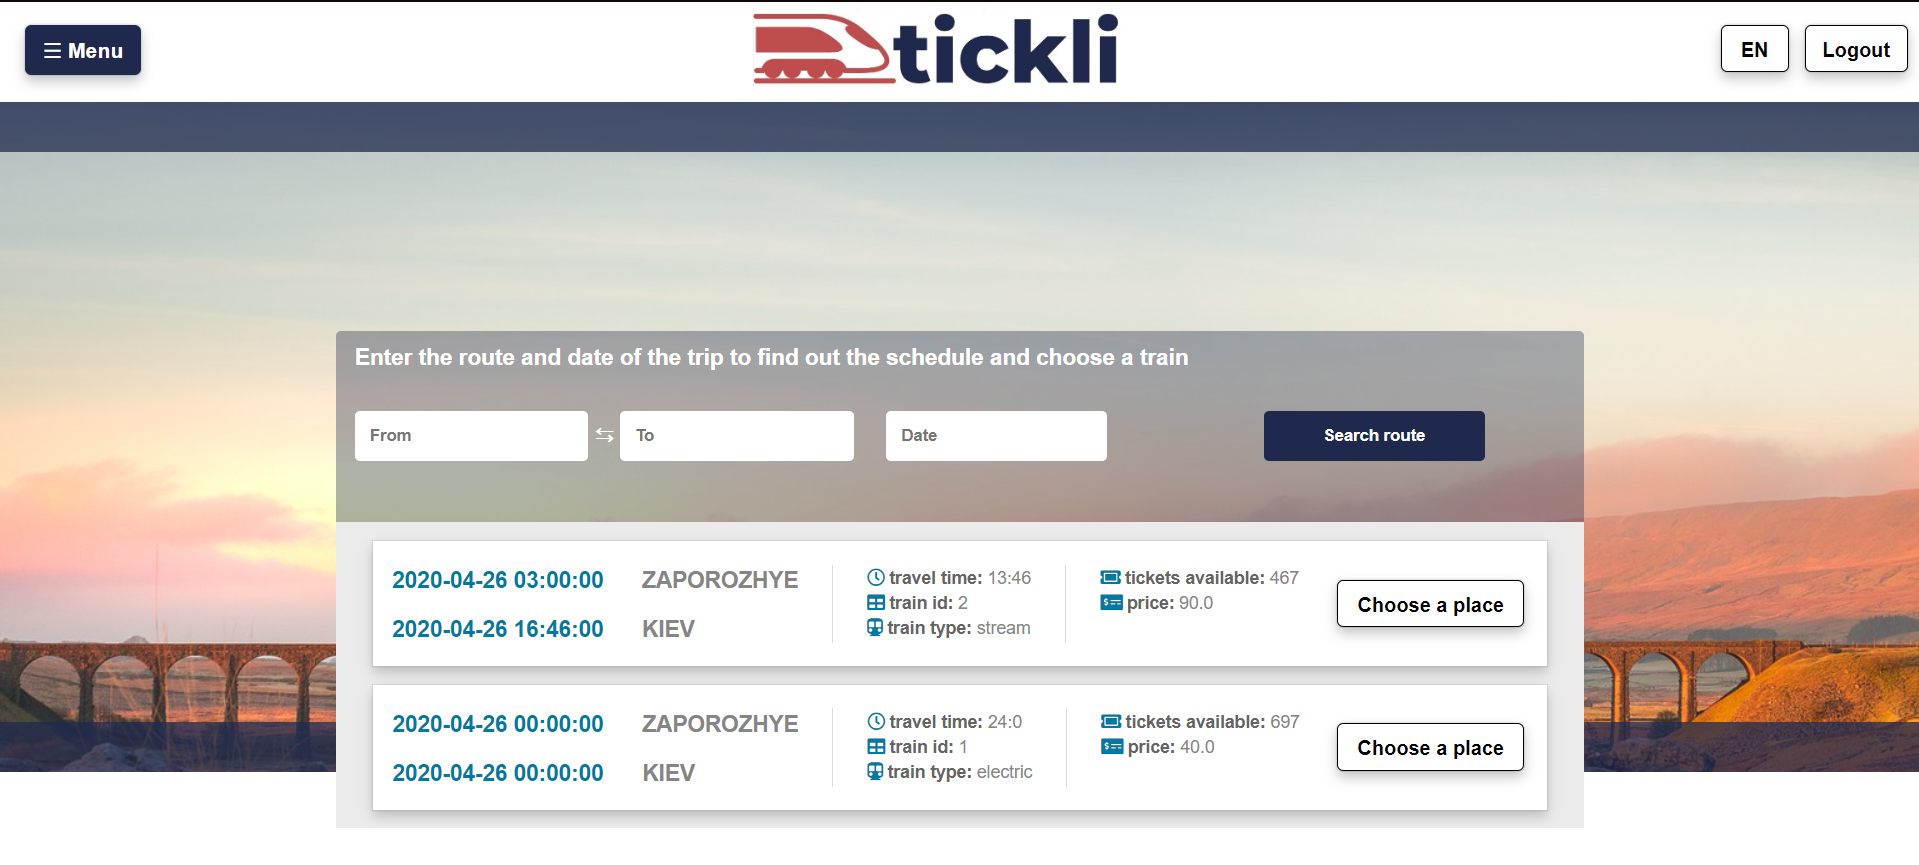 ☰ Menu
tickli
EN
Logout
Enter the route and date of the trip to find out the schedule and choose a train
From
To
Date
Search route
2020-04-26 03:00:00 ZAPOROZHYE
2020-04-26 16:46:00 KIEV
travel time: 13:46
train id: 2
train type: stream
tickets available: 467
price: 90.0
Choose a place
2020-04-26 00:00:00 ZAPOROZHYE
2020-04-26 00:00:00 KIEV
travel time: 24:0
train id: 1
train type: electric
tickets available: 697
price: 40.0
Choose a place